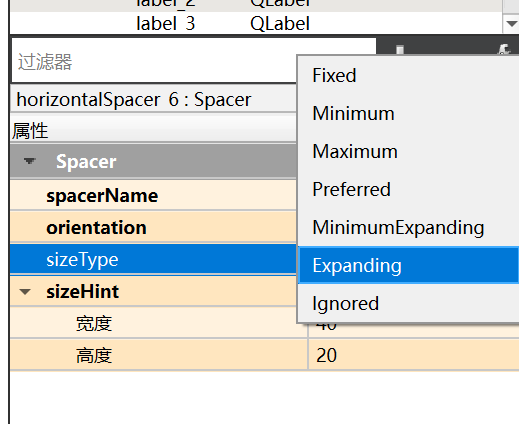 label_2 QLabel
label_3 QLabel
过滤器
horizontalSpacer_6 : Spacer
属性
Spacer
spacerName
orientation
sizeType
sizeHint
宽度 40
高度 20
Fixed
Minimum
Maximum
Preferred
MinimumExpanding
Expanding
Ignored